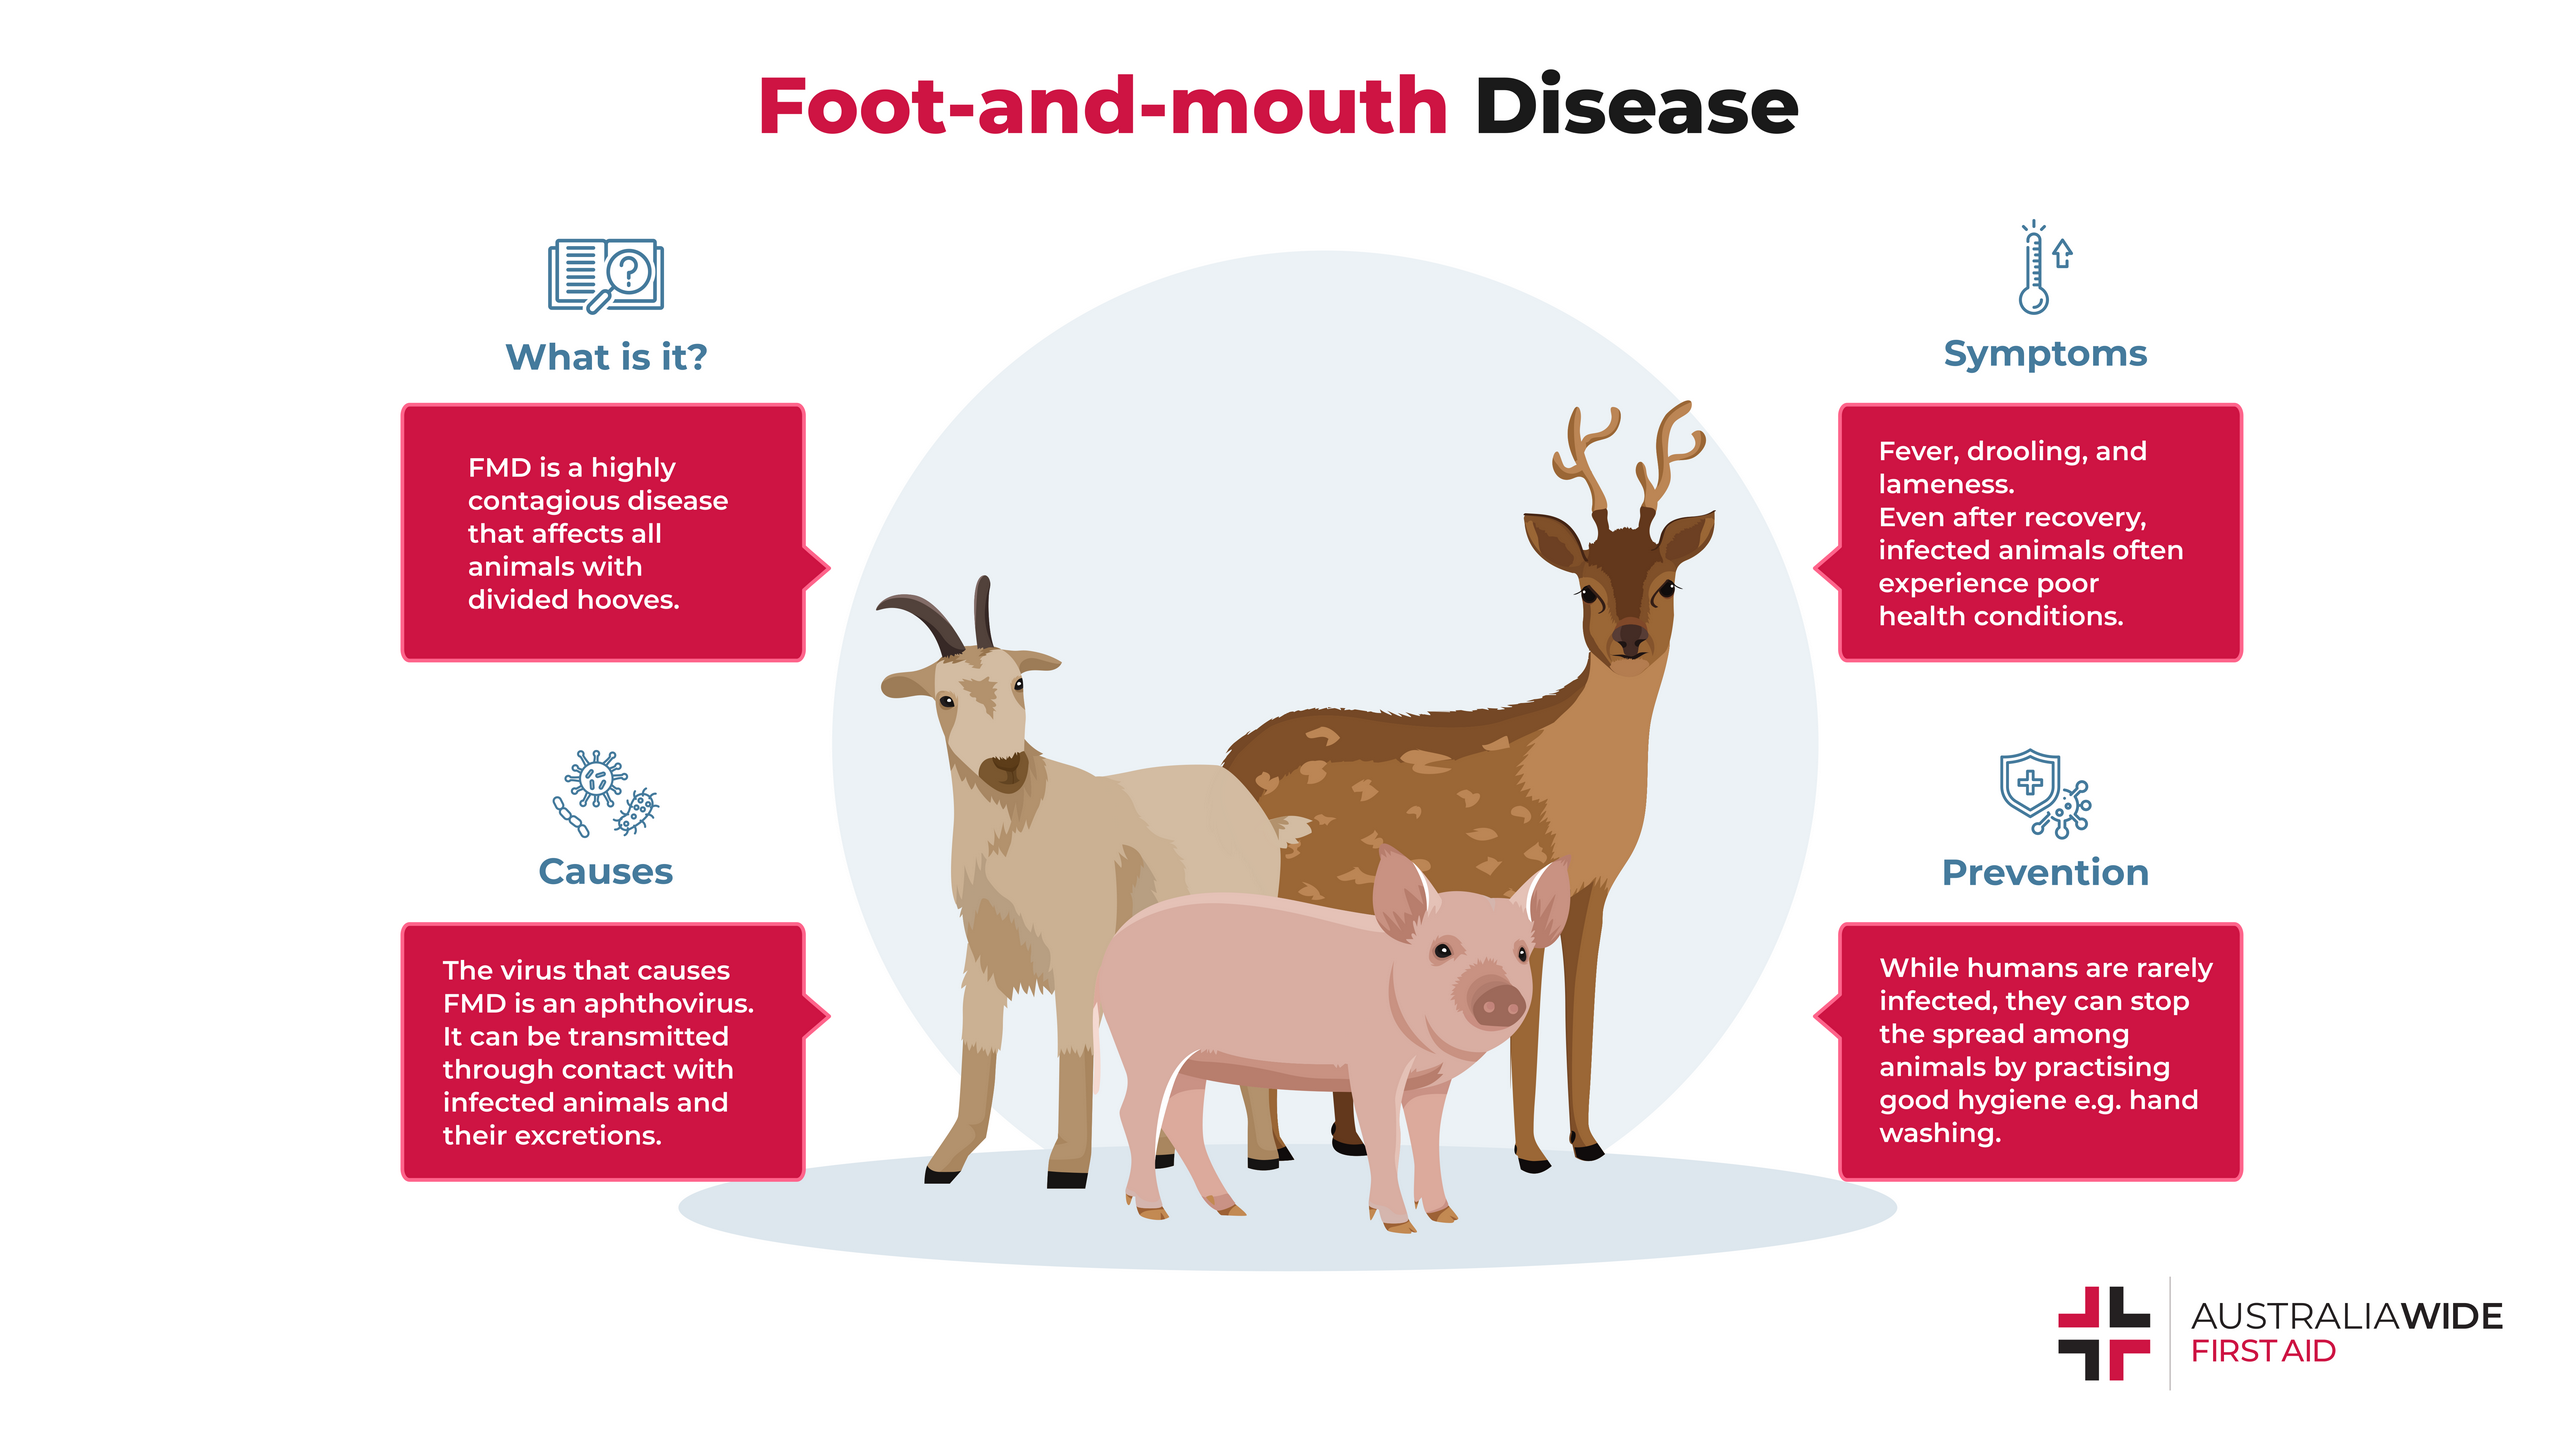 Foot-and-mouth Disease
What is it?
FMD is a highly
contagious disease
that affects all
animals with
divided hooves.
Causes
The virus that causes
FMD is an aphthovirus.
It can be transmitted
through contact with
infected animals and
their excretions.
Symptoms
Fever, drooling, and
lameness.
Even after recovery,
infected animals often
experience poor
health conditions.
Prevention
While humans are rarely
infected, they can stop
the spread among
animals by practising
good hygiene e.g. hand
washing.
AUSTRALIAWIDE
FIRST AID